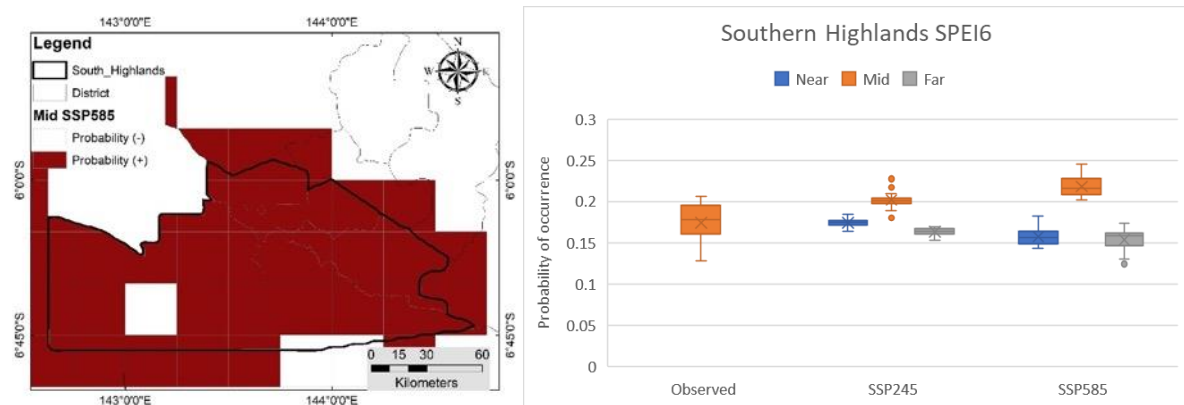 143°0'0"E
144°0'0"E
Legend
South_Highlands
District
Mid SSP585
Probability (-)
Probability (+)
N
W
E
S
6°0'0"S
6°0'0"S
6°45'0"S
6°45'0"S
0 15 30 60
Kilometers
143°0'0"E
144°0'0"E
Southern Highlands SPEI6
Near Mid Far
Probability of occurrence
0.3
0.25
0.2
0.15
0.1
0.05
0
Observed SSP245 SSP585